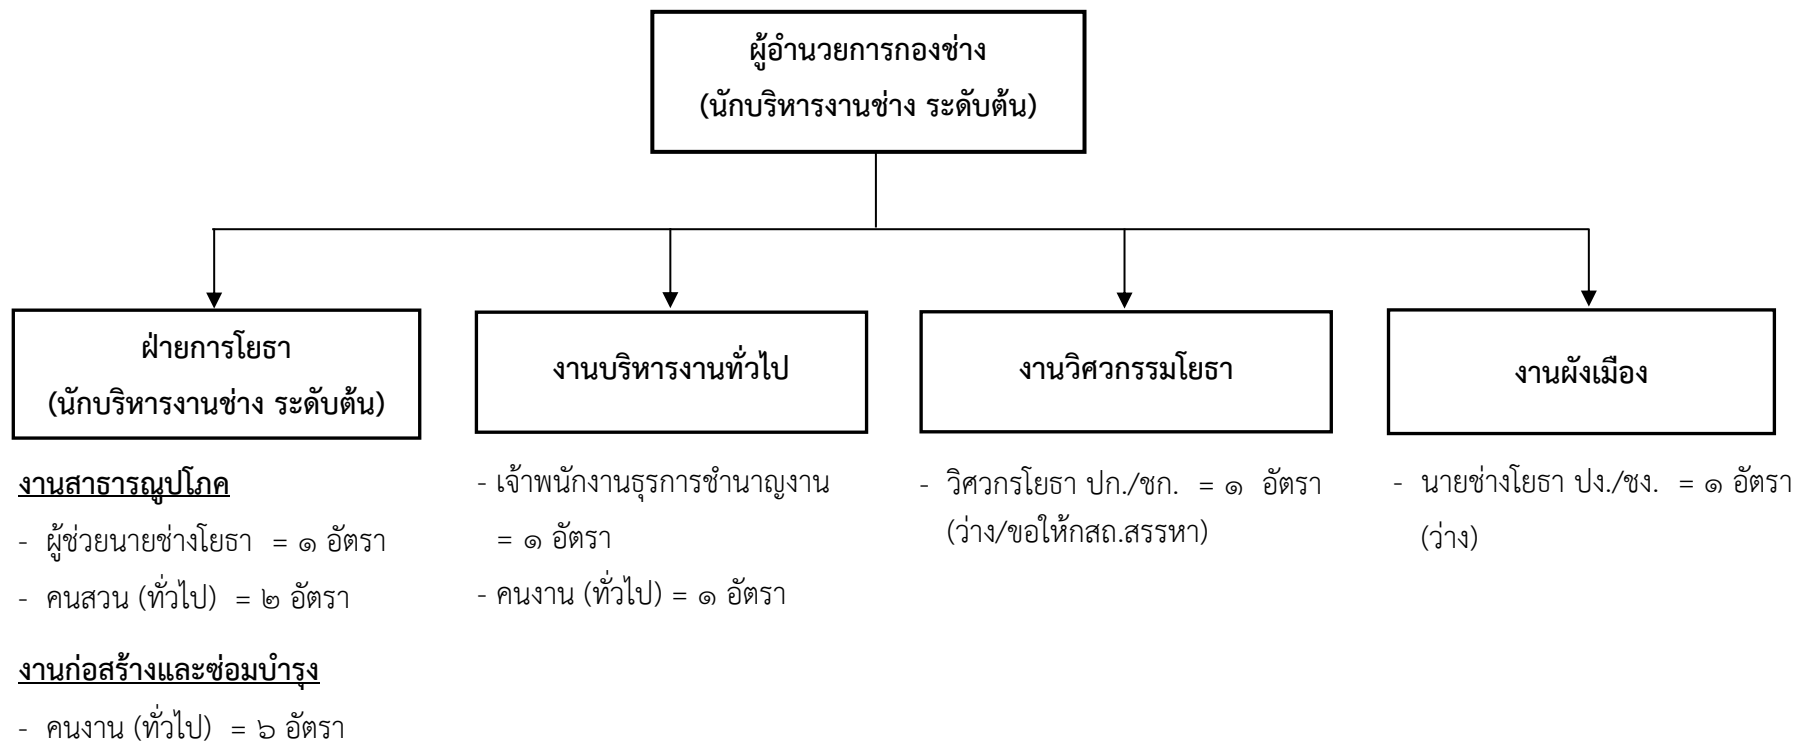 ผู้อำนวยการกองช่าง
(นักบริหารงานช่าง ระดับต้น)
ฝ่ายการโยธา
(นักบริหารงานช่าง ระดับต้น)
งานสาธารณูปโภค
- ผู้ช่วยนายช่างโยธา = ๑ อัตรา
- คนสวน (ทั่วไป) = ๒ อัตรา
งานก่อสร้างและซ่อมบำรุง
- คนงาน (ทั่วไป) = ๖ อัตรา
งานบริหารงานทั่วไป
- เจ้าพนักงานธุรการชำนาญงาน
= ๑ อัตรา
- คนงาน (ทั่วไป) = ๑ อัตรา
งานวิศวกรรมโยธา
- วิศวกรโยธา ปก./ชก. = ๑ อัตรา
(ว่าง/ขอให้กสถ.สรรหา)
งานผังเมือง
- นายช่างโยธา ปง./ชง. = ๑ อัตรา
(ว่าง)